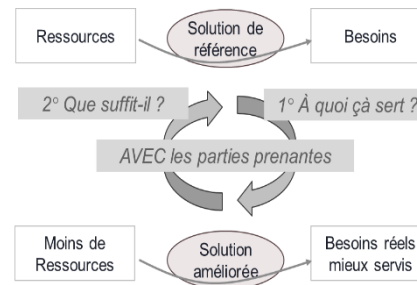 Ressources
Solution de
référence
Besoins
2° Que suffit-il ?
1° À quoi çà sert ?
AVEC les parties prenantes
Moins de
Ressources
Solution
améliorée
Besoins réels
mieux servis